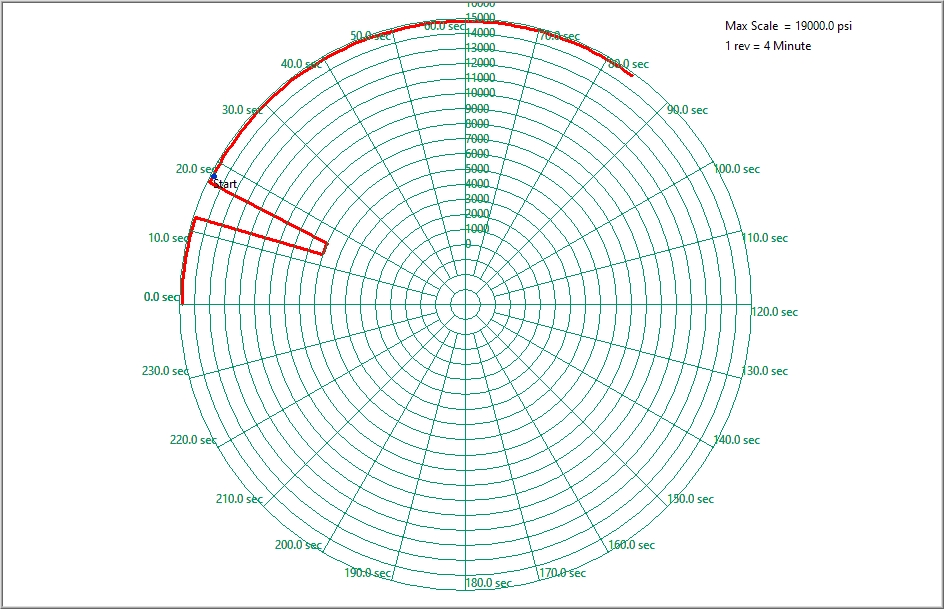 Max Scale = 19000.0 psi
1 rev = 4 Minute
16000
15000
14000
13000
12000
11000
10000
9000
8000
7000
6000
5000
4000
3000
2000
1000
0
0.0 sec
10.0 sec
20.0 sec
Start
30.0 sec
40.0 sec
50.0 sec
60.0 sec
70.0 sec
80.0 sec
90.0 sec
100.0 sec
110.0 sec
120.0 sec
130.0 sec
140.0 sec
150.0 sec
160.0 sec
170.0 sec
180.0 sec
190.0 sec
200.0 sec
210.0 sec
220.0 sec
230.0 sec